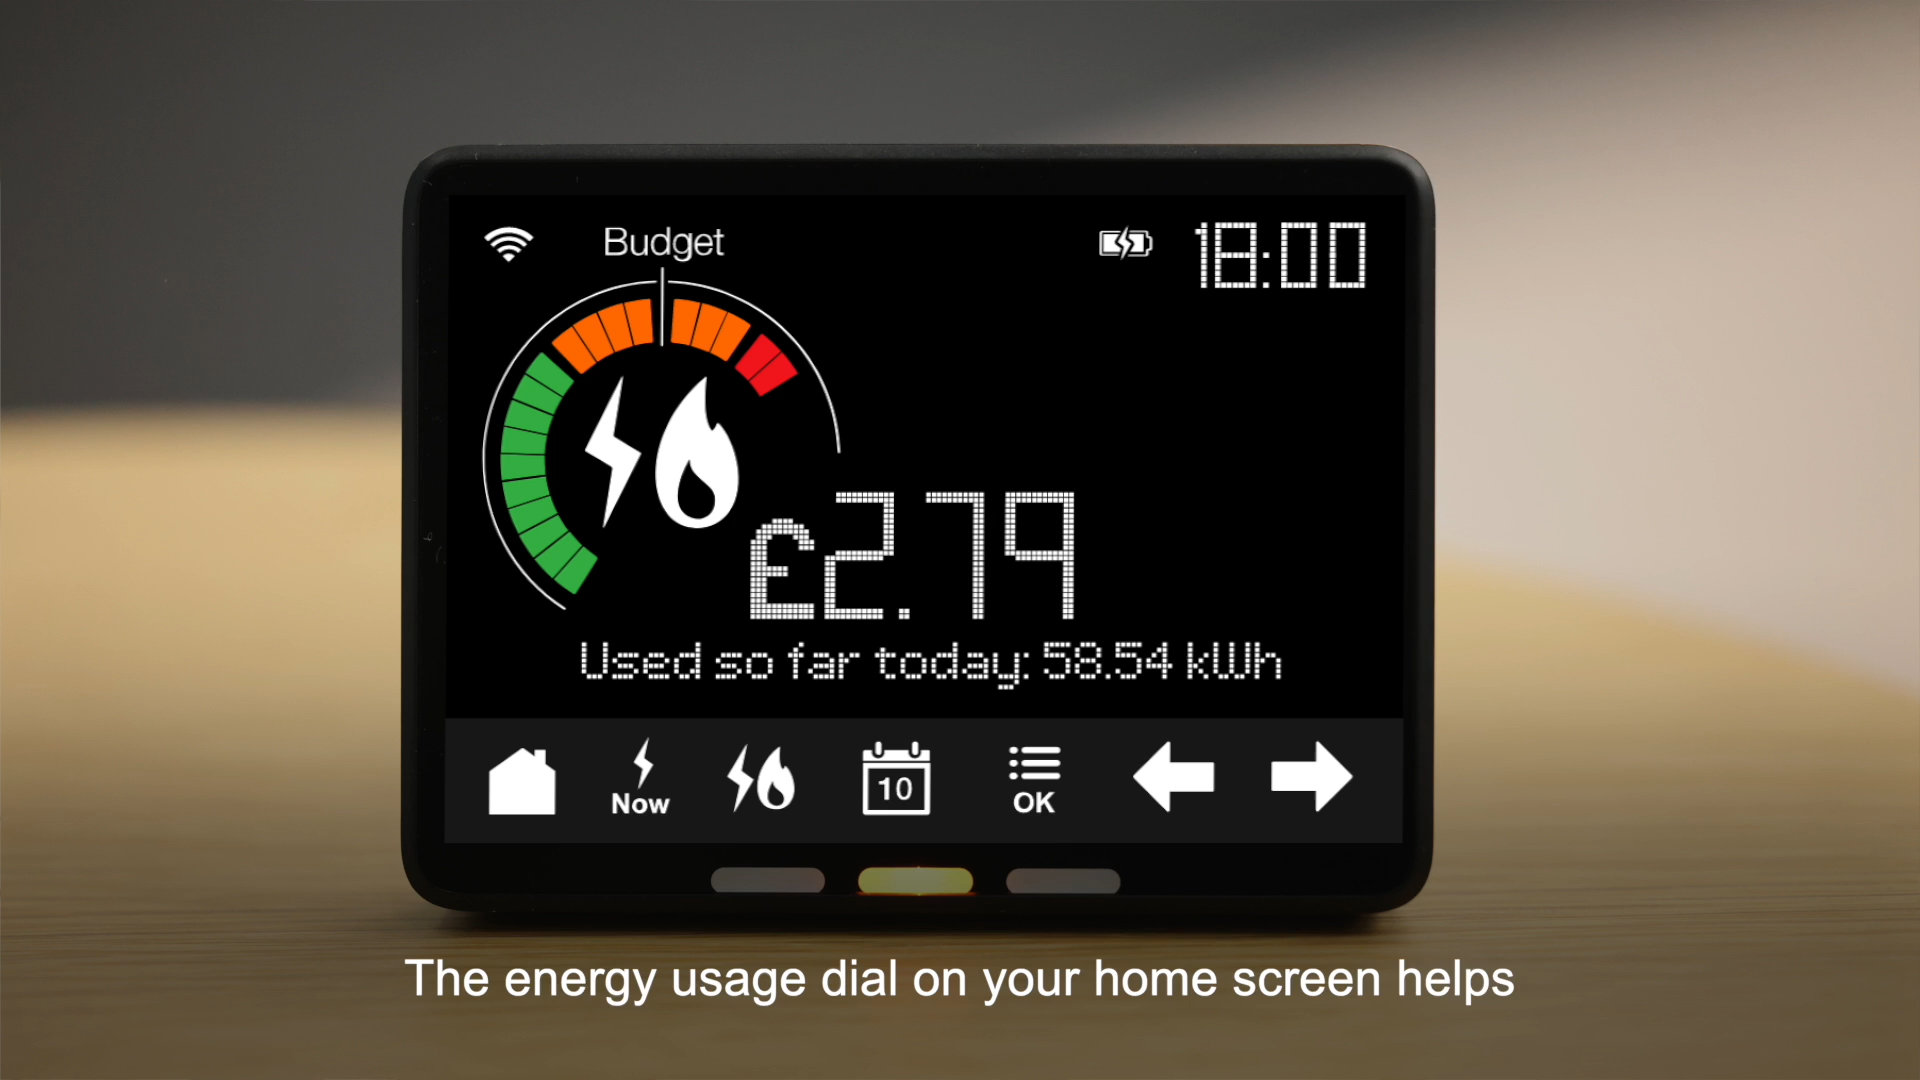 Budget
18:00
£2.79
Used so far today: 58.54 kWh
Now
10
OK
The energy usage dial on your home screen helps